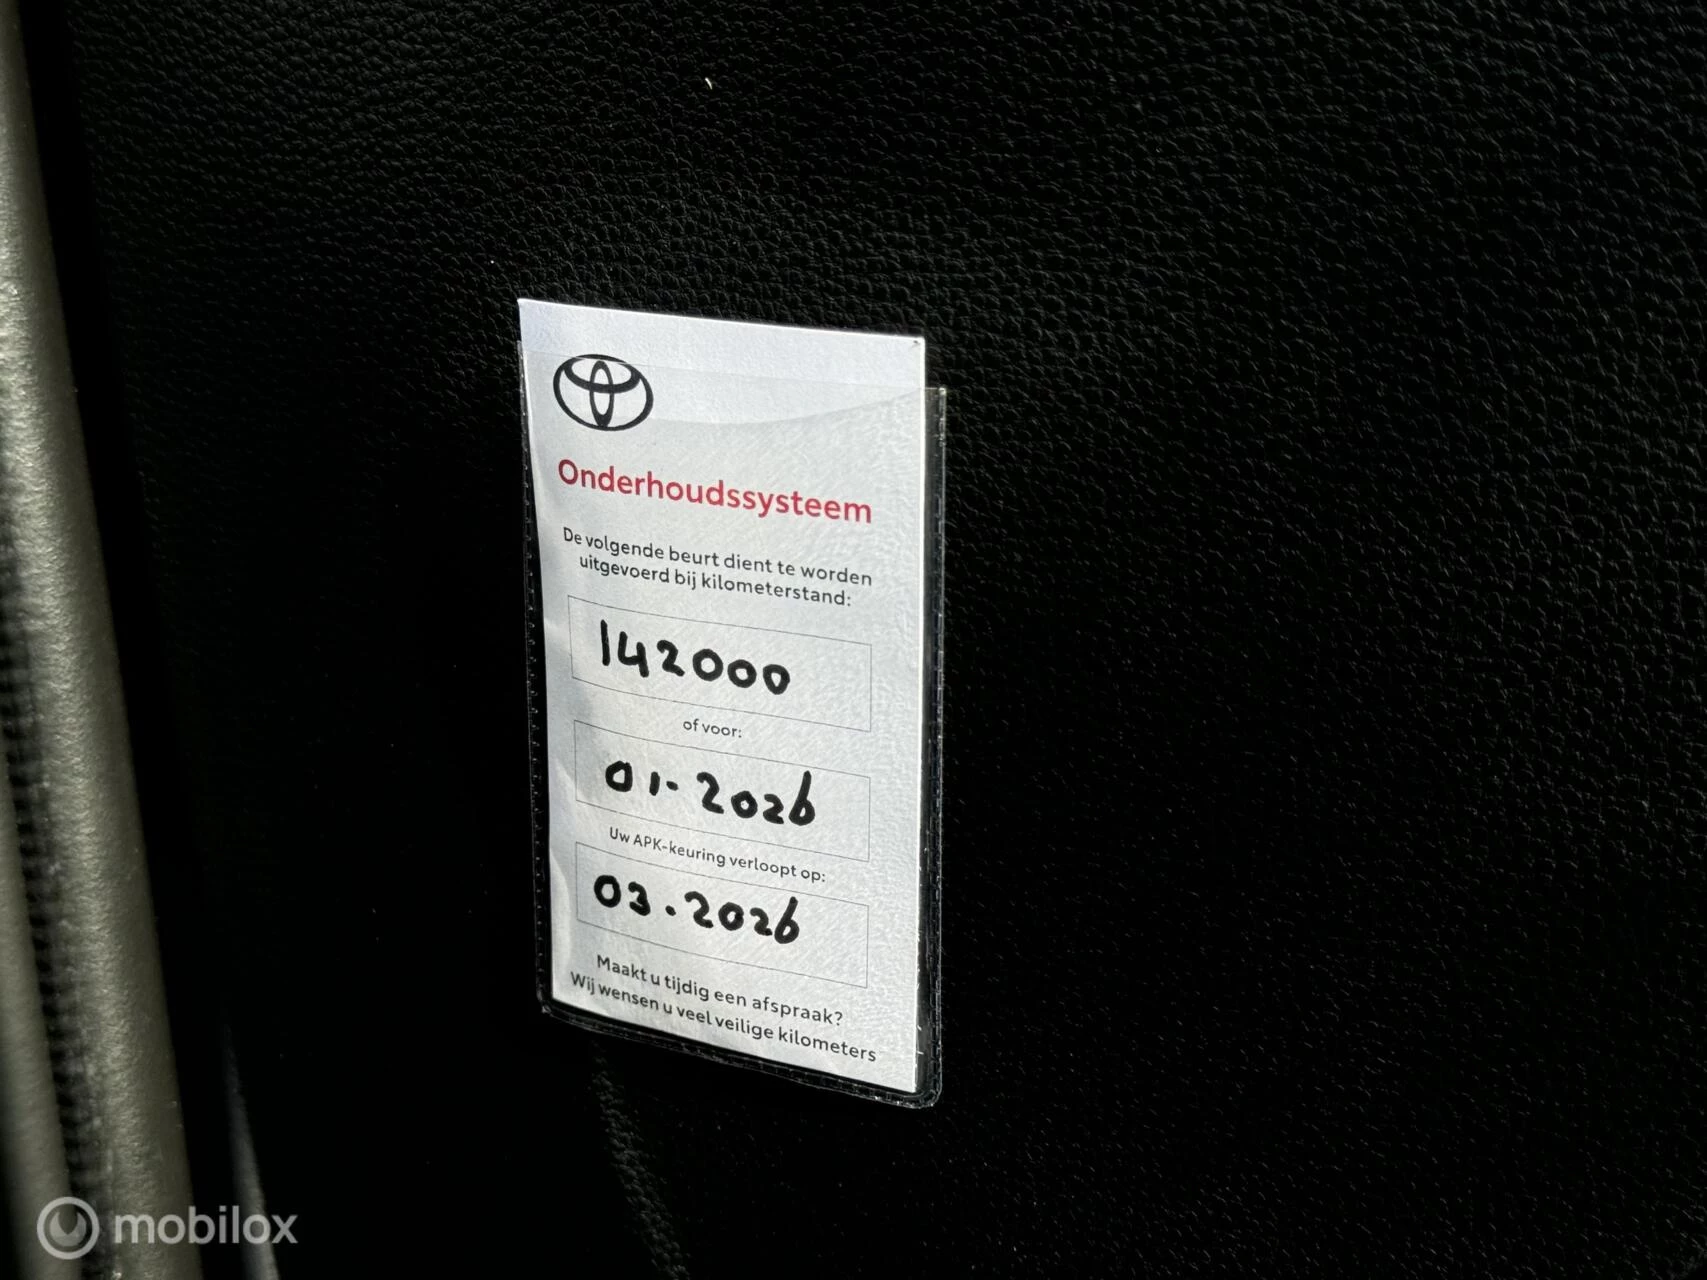 Onderhoudssysteem
De volgende beurt dient te worden
uitgevoerd bij kilometerstand:
142000
of voor:
01-2026
Uw APK-keuring verloopt op:
03.2026
Maakt u tijdig een afspraak?
Wij wensen u veel veilige kilometers
mobilox